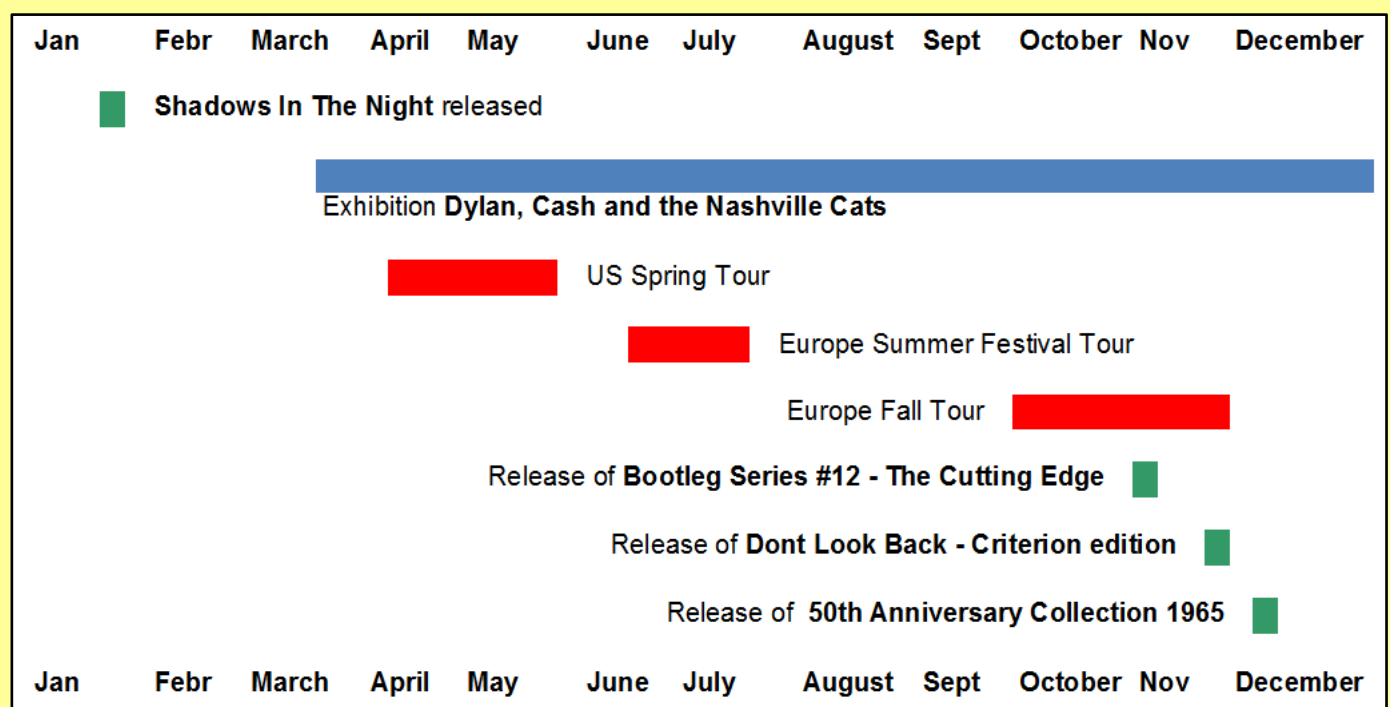 Jan Febr March April May June July August Sept October Nov December
Shadows In The Night released
Exhibition Dylan, Cash and the Nashville Cats
US Spring Tour
Europe Summer Festival Tour
Europe Fall Tour
Release of Bootleg Series #12 - The Cutting Edge
Release of Dont Look Back - Criterion edition
Release of 50th Anniversary Collection 1965
Jan Febr March April May June July August Sept October Nov December